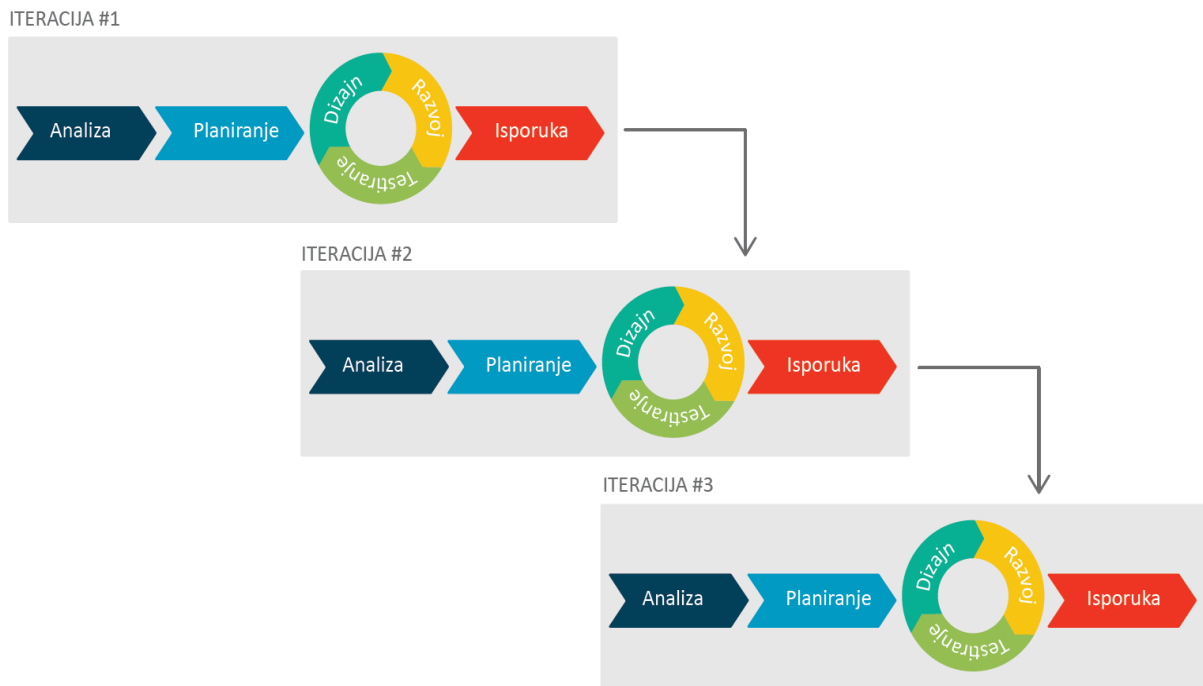 ITERACIJA #1
Analiza
Planiranje
Dizajn
Razvoj
Testiranje
Isporuka
ITERACIJA #2
Analiza
Planiranje
Dizajn
Razvoj
Testiranje
Isporuka
ITERACIJA #3
Analiza
Planiranje
Dizajn
Razvoj
Testiranje
Isporuka